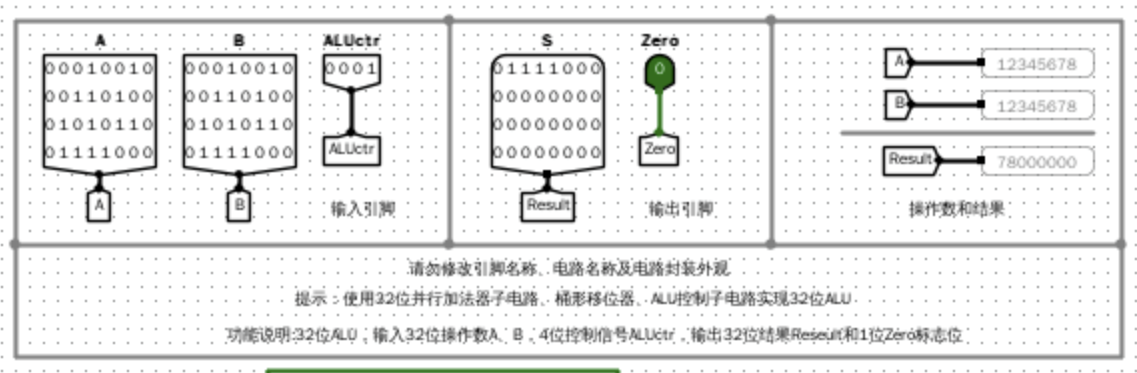 A B ALUctr S Zero
00010010 00010010 0001 01111000 0 A 12345678
00110100 00110100 00000000
01010110 01010110 00000000 B 12345678
01111000 01111000 ALUctr 00000000 Zero Result 78000000
A B 输入引脚 Result 输出引脚 操作数和结果
请勿修改引脚名称、电路名称及电路封装外观
提示：使用32位并行加法器子电路、桶形移位器、ALU控制子电路实现32位ALU
功能说明:32位ALU，输入32位操作数A、B，4位控制信号ALUctr，输出32位结果Reseult和1位Zero标志位